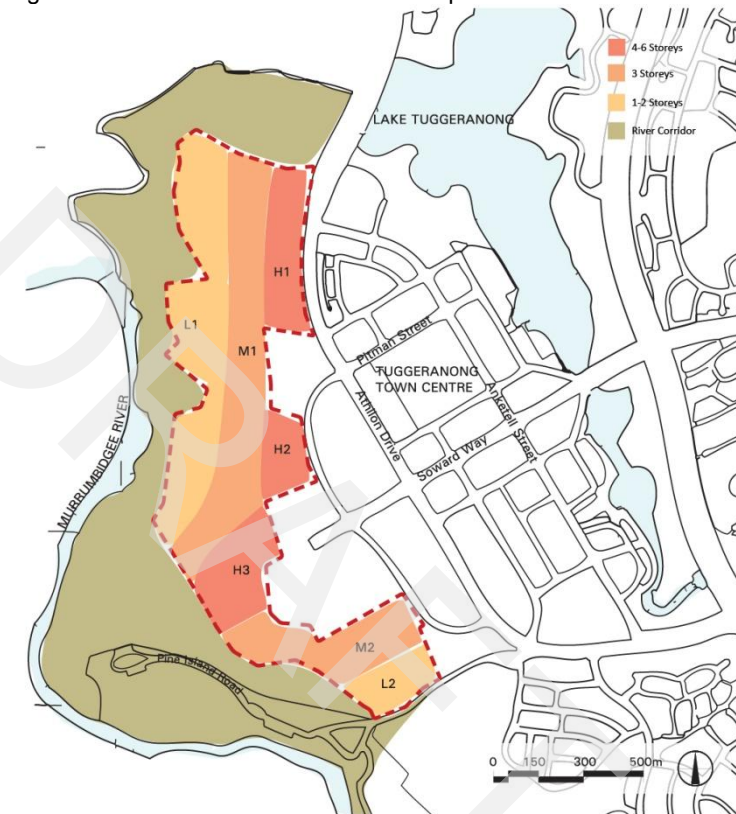 4-6 Storeys
3 Storeys
1-2 Storeys
River Corridor
LAKE TUGGERANONG
H1
L1
M1
Pitman Street
TUGGERANONG
TOWN CENTRE
Athllon Drive
Anketell Street
Soward Way
H2
MURRUMBIDGEE RIVER
H3
M2
Pine Island Road
L2
0 150 300 500m
DRAFT